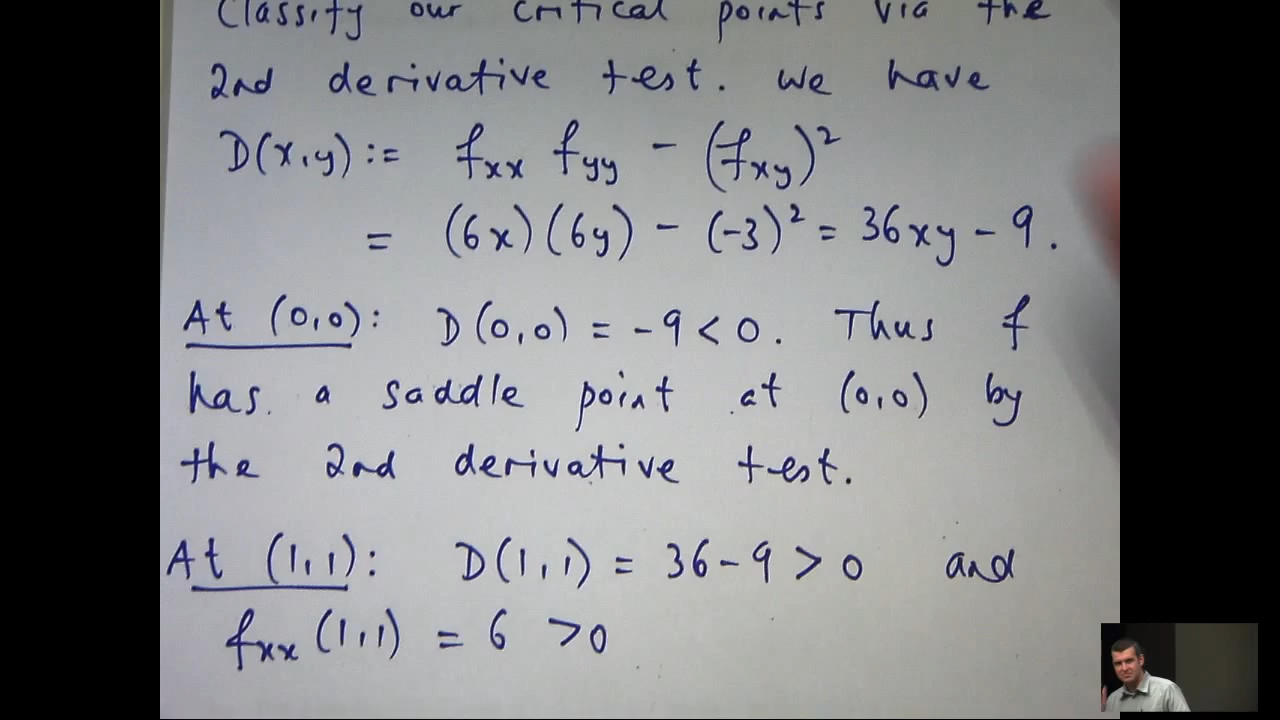 Classify our critical points via the
2nd derivative test. We have
D(x,y) := fxx fyy - (fxy)²
= (6x)(6y) - (-3)² = 36xy - 9.
At (0,0): D(0,0) = -9 < 0. Thus f
has a saddle point at (0,0) by
the 2nd derivative test.
At (1,1): D(1,1) = 36-9 > 0 and
fxx (1,1) = 6 > 0